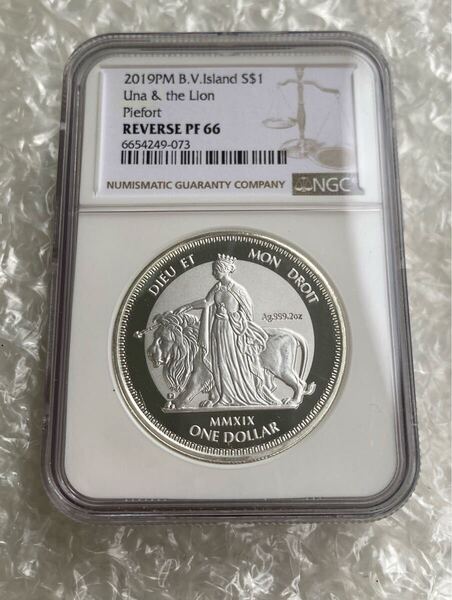 2019PM B.V.Island S$1
Una & the Lion
Piefort
REVERSE PF 66
6654249-073
NUMISMATIC GUARANTY COMPANY NGC
DIEU ET MON DROIT
Ag.999.2oz
MMXIX
ONE DOLLAR